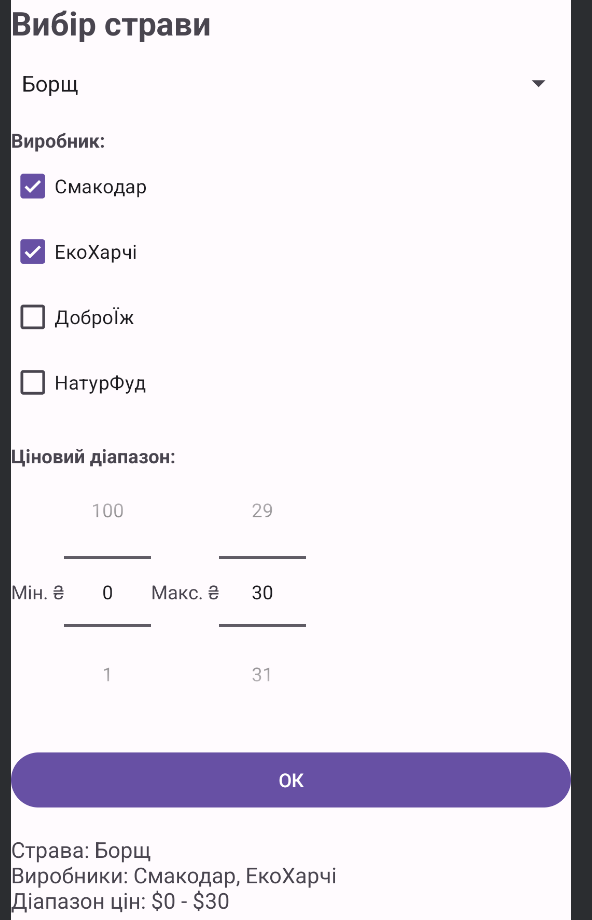 Вибір страви
Борщ
Виробник:
Смакодар
ЕкоХарчі
ДоброЇж
НатурФуд
Ціновий діапазон:
100 29
Мін. ₴ 0 Макс. ₴ 30
1 31
ОК
Страва: Борщ
Виробники: Смакодар, ЕкоХарчі
Діапазон цін: $0 - $30